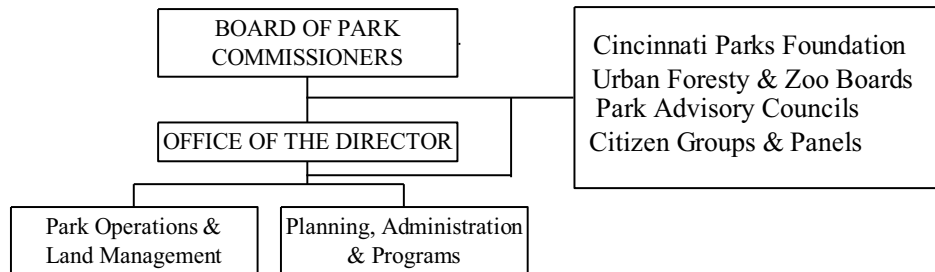 BOARD OF PARK
COMMISSIONERS
Cincinnati Parks Foundation
Urban Foresty & Zoo Boards
Park Advisory Councils
Citizen Groups & Panels
OFFICE OF THE DIRECTOR
Park Operations &
Land Management
Planning, Administration
& Programs